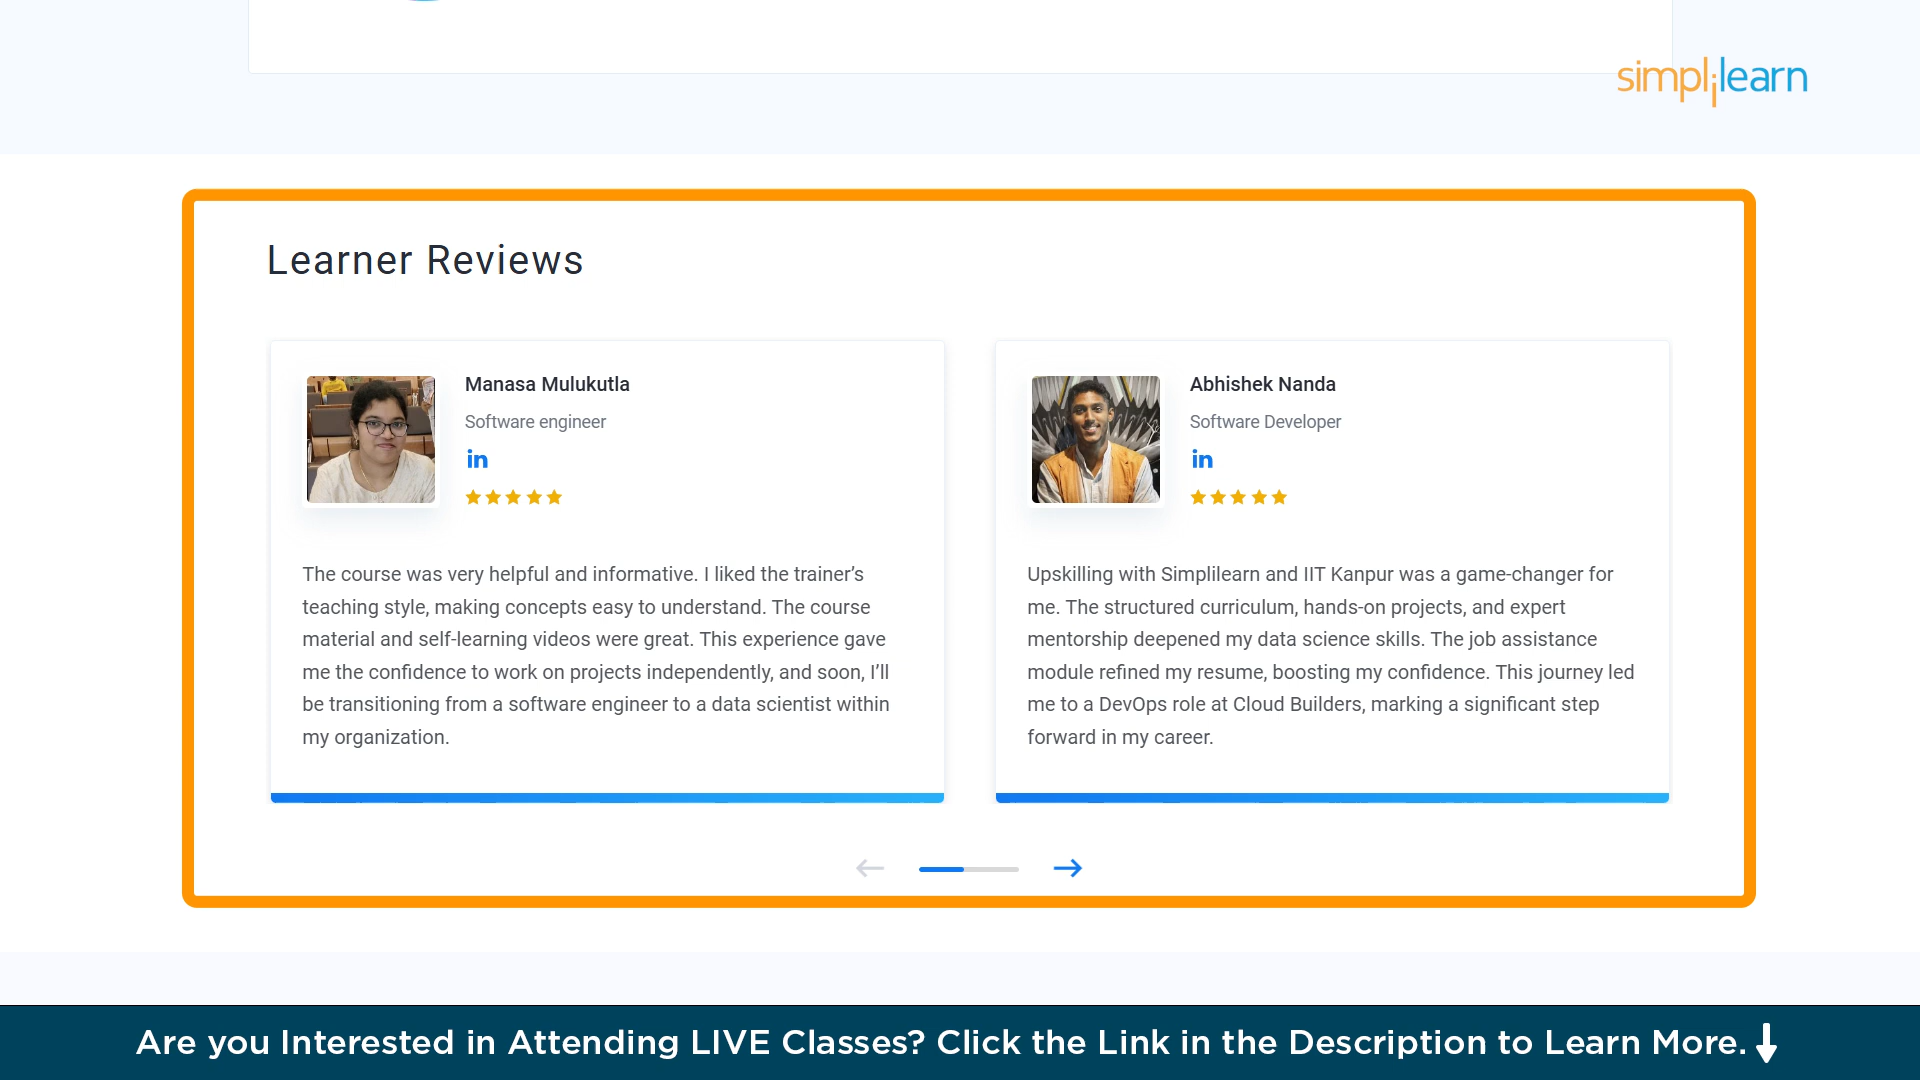 simplilearn
Learner Reviews
Manasa Mulukutla
Software engineer
in
The course was very helpful and informative. I liked the trainer’s
teaching style, making concepts easy to understand. The course
material and self-learning videos were great. This experience gave
me the confidence to work on projects independently, and soon, I’ll
be transitioning from a software engineer to a data scientist within
my organization.
Abhishek Nanda
Software Developer
in
Upskilling with Simplilearn and IIT Kanpur was a game-changer for
me. The structured curriculum, hands-on projects, and expert
mentorship deepened my data science skills. The job assistance
module refined my resume, boosting my confidence. This journey led
me to a DevOps role at Cloud Builders, marking a significant step
forward in my career.
Are you Interested in Attending LIVE Classes? Click the Link in the Description to Learn More.